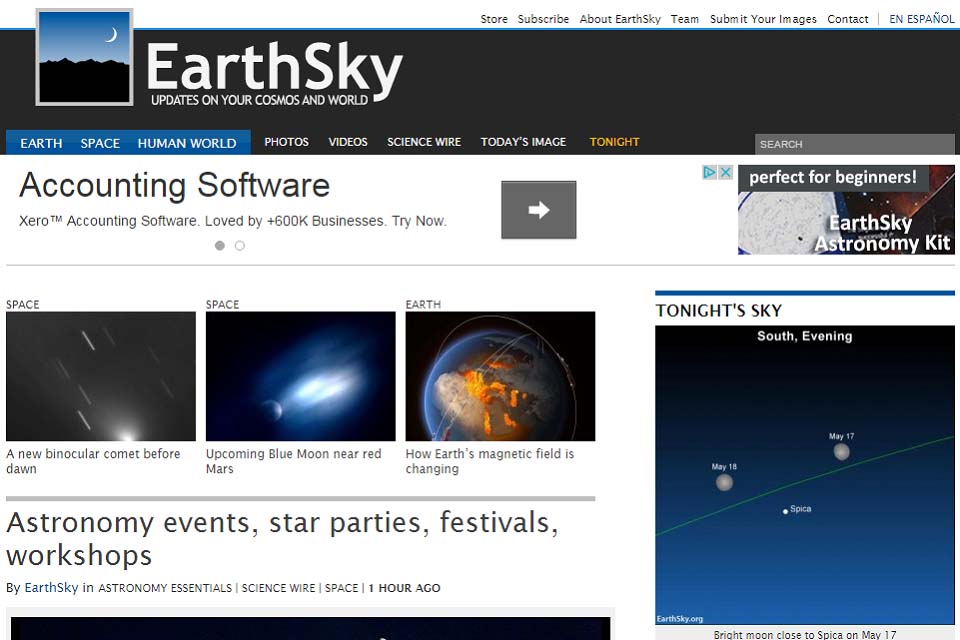 Store Subscribe About EarthSky Team Submit Your Images Contact EN ESPAÑOL
EarthSky
UPDATES ON YOUR COSMOS AND WORLD
EARTH SPACE HUMAN WORLD PHOTOS VIDEOS SCIENCE WIRE TODAY'S IMAGE TONIGHT SEARCH
Accounting Software
Xero™ Accounting Software. Loved by +600K Businesses. Try Now.
perfect for beginners!
EarthSky
Astronomy Kit
SPACE
A new binocular comet before
dawn
SPACE
Upcoming Blue Moon near red
Mars
EARTH
How Earth's magnetic field is
changing
Astronomy events, star parties, festivals,
workshops
By EarthSky in ASTRONOMY ESSENTIALS | SCIENCE WIRE | SPACE | 1 HOUR AGO
TONIGHT'S SKY
South, Evening
May 17
May 18
Spica
EarthSky.org
Bright moon close to Spica on May 17